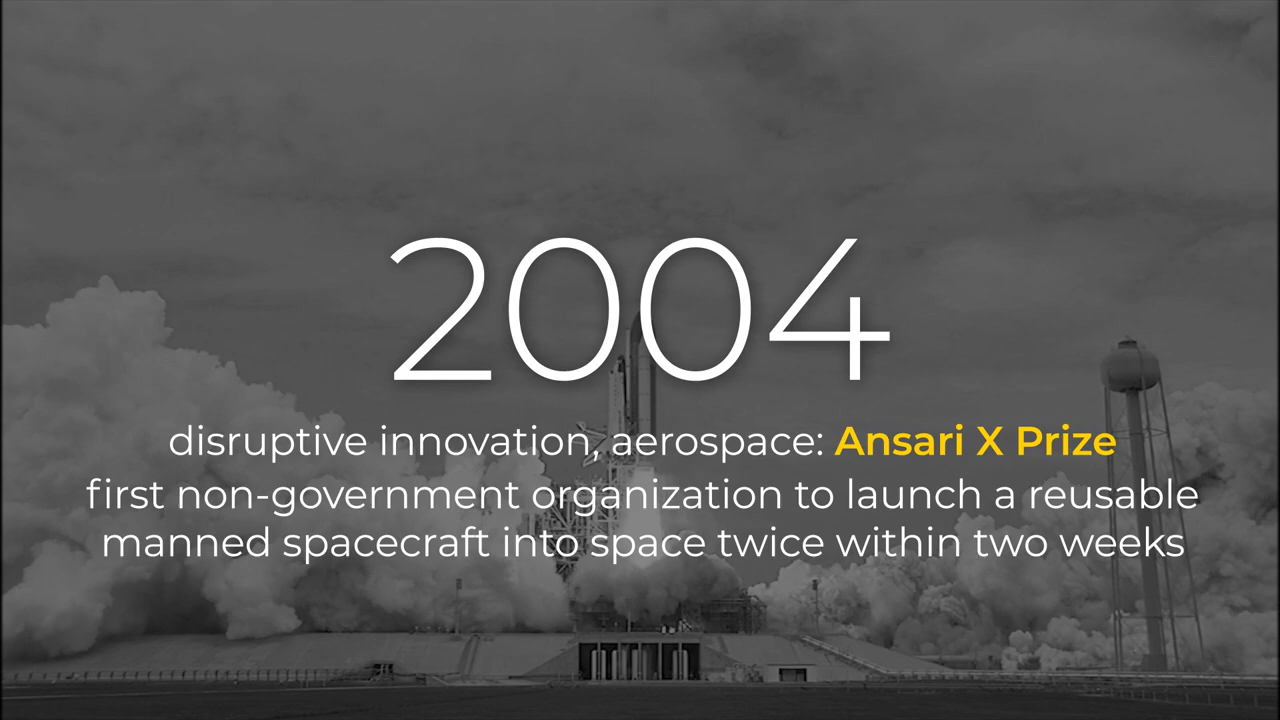 2004
disruptive innovation, aerospace: Ansari X Prize
first non-government organization to launch a reusable
manned spacecraft into space twice within two weeks